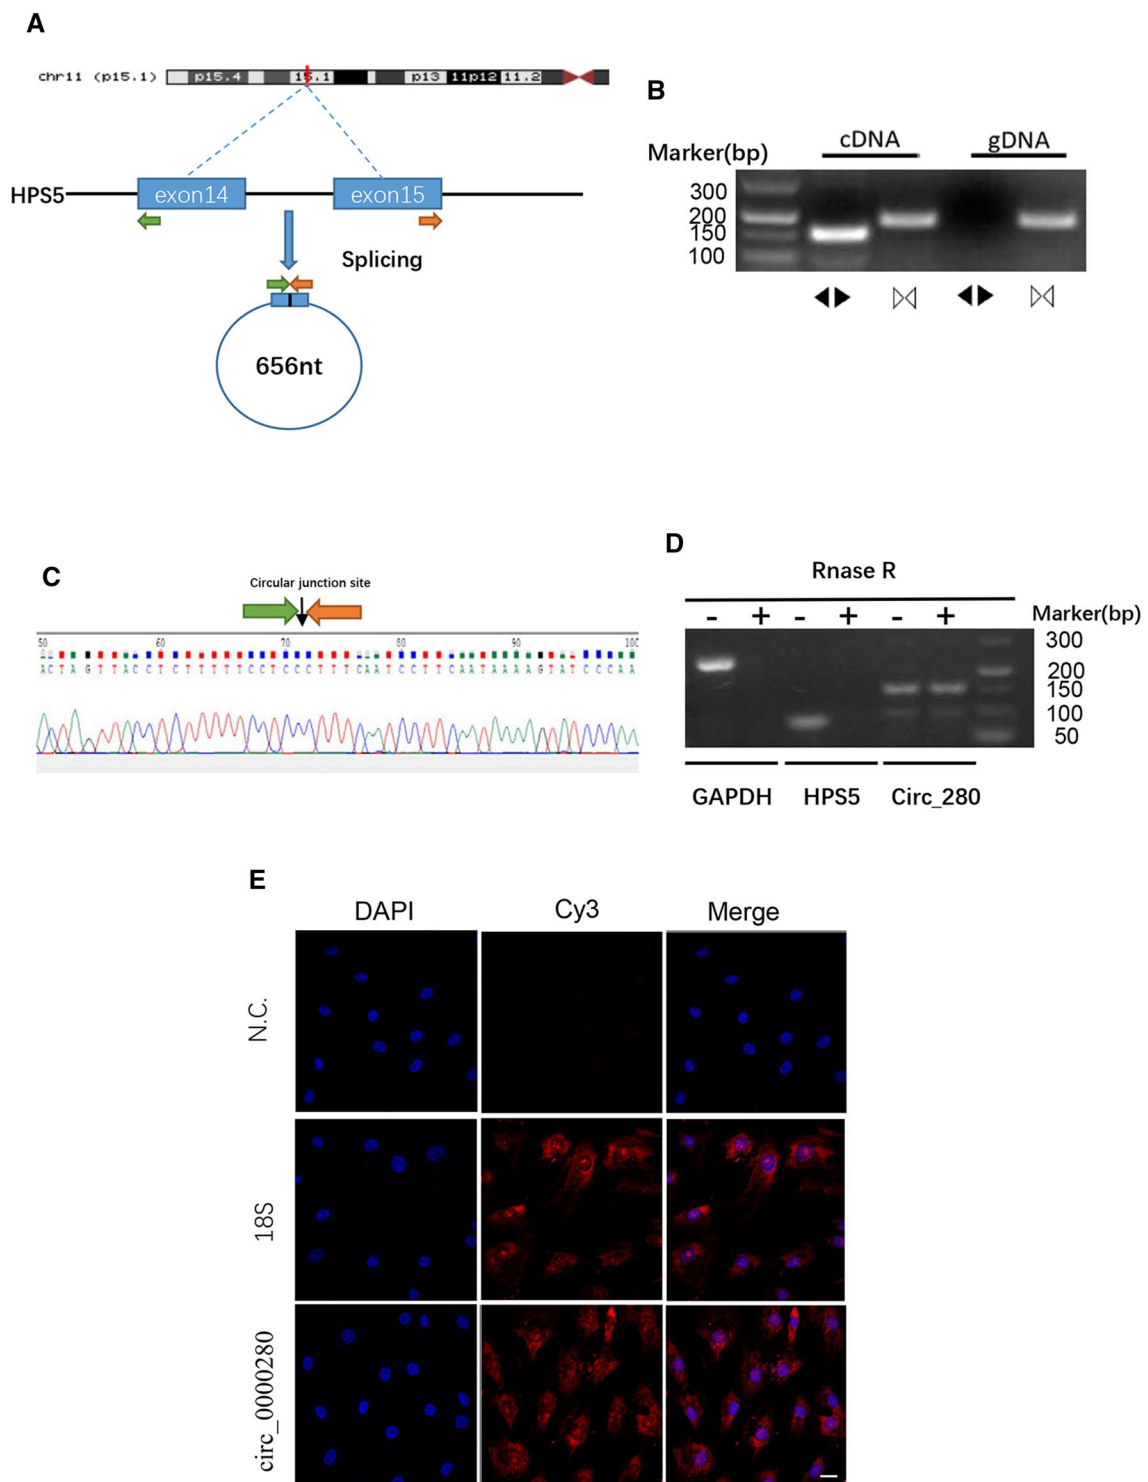 A
chr11 (p15.1)
p15.4
15.1
p13
11p12
11.2
HPS5
exon14
exon15
Splicing
656nt
B
Marker(bp)
cDNA
gDNA
300
200
150
100
C
Circular junction site
50 60 70 80 90 100
D
Rnase R
- + - + - +
Marker(bp)
300
200
150
100
50
GAPDH
HPS5
Circ_280
E
DAPI
Cy3
Merge
N.C.
18S
circ_0000280